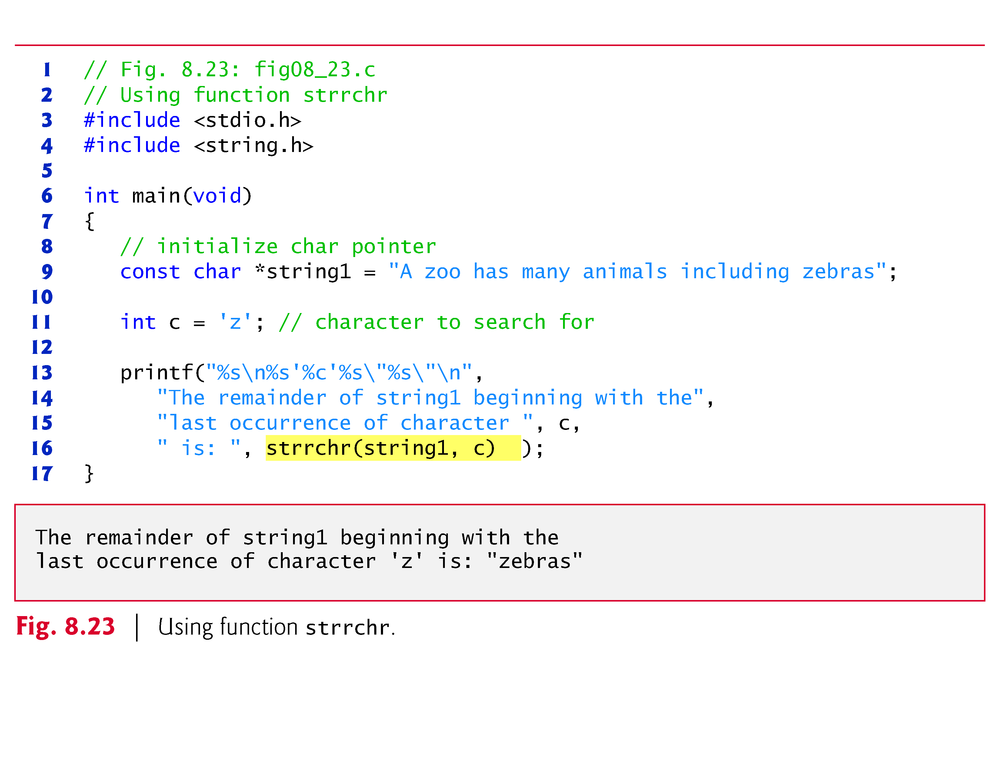 1 // Fig. 8.23: fig08_23.c
2 // Using function strrchr
3 #include <stdio.h>
4 #include <string.h>
5
6 int main(void)
7 {
8    // initialize char pointer
9    const char *string1 = "A zoo has many animals including zebras";
10
11    int c = 'z'; // character to search for
12
13    printf("%s\n%s'%c'%s\"%s\"\n",
14       "The remainder of string1 beginning with the",
15       "last occurrence of character ", c,
16       " is: ", strrchr(string1, c) );
17 }
The remainder of string1 beginning with the
last occurrence of character 'z' is: "zebras"
Fig. 8.23 | Using function strrchr.